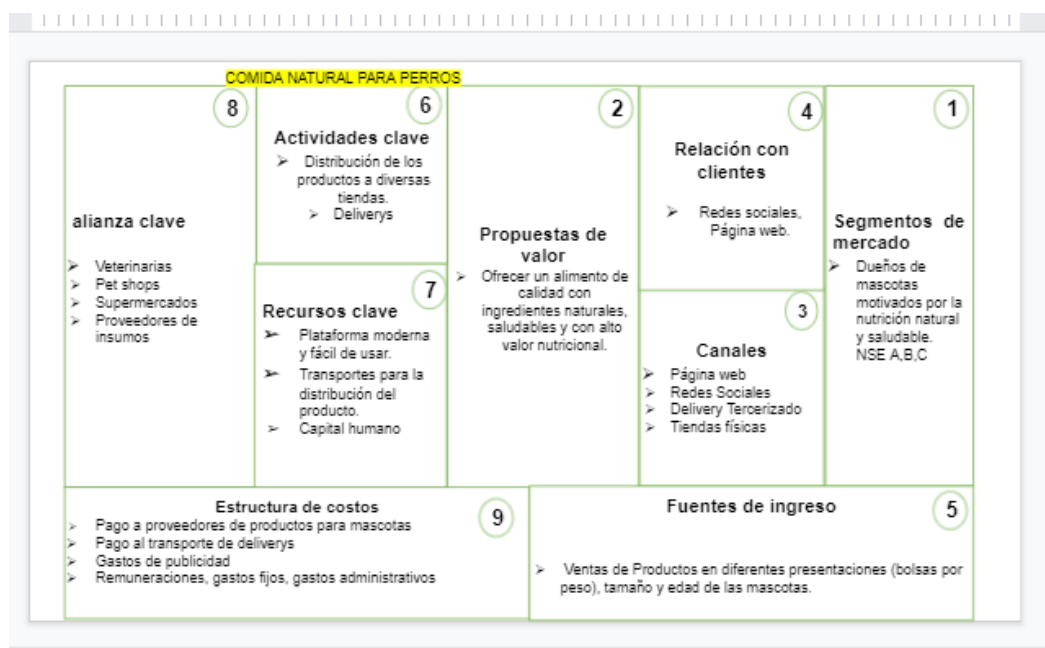 COMIDA NATURAL PARA PERROS
8
alianza clave
➢ Veterinarias
➢ Pet shops
➢ Supermercados
➢ Proveedores de
insumos
6
Actividades clave
➢ Distribución de los
productos a diversas
tiendas.
➢ Deliverys
7
Recursos clave
➢ Plataforma moderna
y fácil de usar.
➢ Transportes para la
distribución del
producto.
➢ Capital humano
2
Propuestas de
valor
➢ Ofrecer un alimento de
calidad con
ingredientes naturales,
saludables y con alto
valor nutricional.
4
Relación con
clientes
➢ Redes sociales,
Página web.
3
Canales
➢ Página web
➢ Redes Sociales
➢ Delivery Tercerizado
➢ Tiendas físicas
1
Segmentos de
mercado
➢ Dueños de
mascotas
motivados por la
nutrición natural
y saludable.
NSE A,B,C
Estructura de costos
9
➢ Pago a proveedores de productos para mascotas
➢ Pago al transporte de deliverys
➢ Gastos de publicidad
➢ Remuneraciones, gastos fijos, gastos administrativos
Fuentes de ingreso
5
➢ Ventas de Productos en diferentes presentaciones (bolsas por
peso), tamaño y edad de las mascotas.